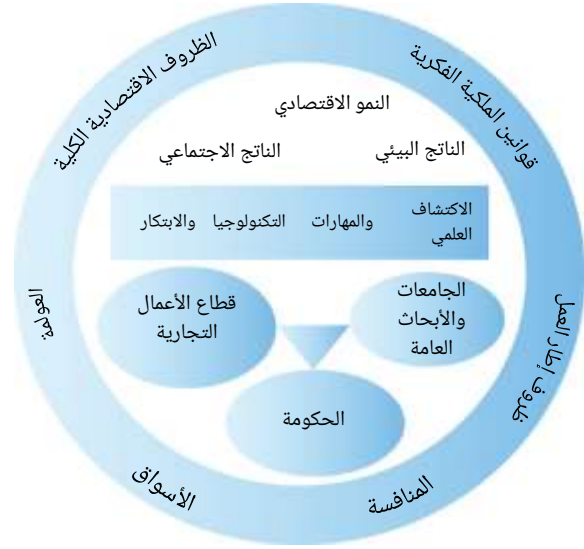 الظروف الاقتصادية الكلية
قوانين الملكية الفكرية
النمو الاقتصادي
الناتج البيئي
الناتج الاجتماعي
الاكتشاف
العلمي
والمهارات
التكنولوجيا
والابتكار
الجامعات
والأبحاث
العامة
قطاع الأعمال
التجارية
الحكومة
العولمة
ظروف إطار العمل
المنافسة
الأسواق